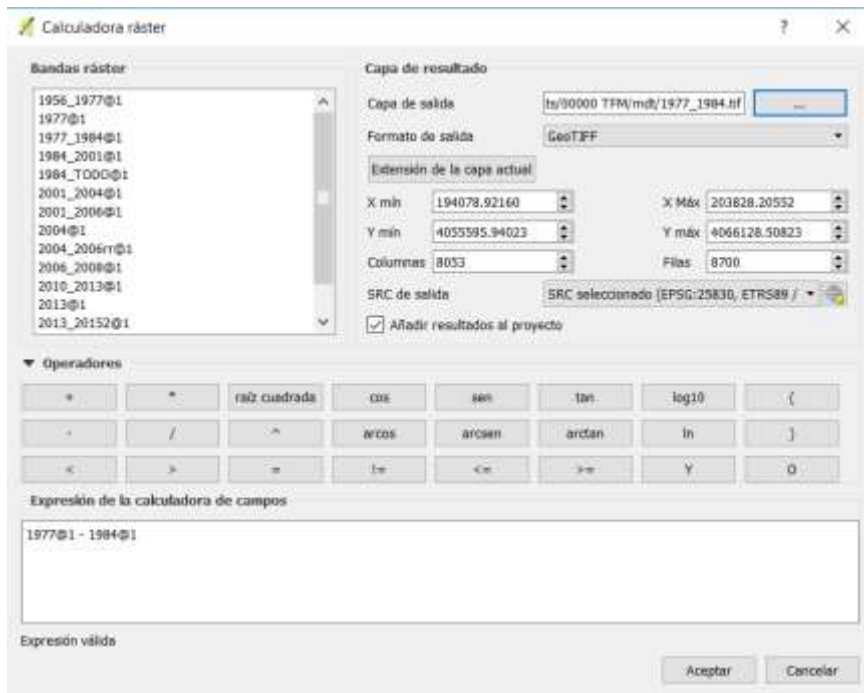 Calculadora ráster ? ×
Bandas ráster
1956_1977@1
1977@1
1977_1984@1
1984_2001@1
1984_TODO@1
2001_2004@1
2001_2006@1
2004@1
2004_2006rr@1
2006_2008@1
2010_2013@1
2013@1
2013_20152@1
Capa de resultado
Capa de salida ts/00000 TFM/mdt/1977_1984.tif ...
Formato de salida GeoTIFF
Extensión de la capa actual
X mín 194078.92160 X Máx 203828.20552
Y mín 4055595.94023 Y máx 4066128.50823
Columnas 8053 Filas 8700
SRC de salida SRC seleccionado (EPSG:25830, ETRS89 /
Añadir resultados al proyecto
Operadores
+ * raíz cuadrada cos sen tan log10 (
- / ^ arcos arcsen arctan ln )
< > = != <= >= Y O
Expresión de la calculadora de campos
1977@1 - 1984@1
Expresión válida
Aceptar Cancelar